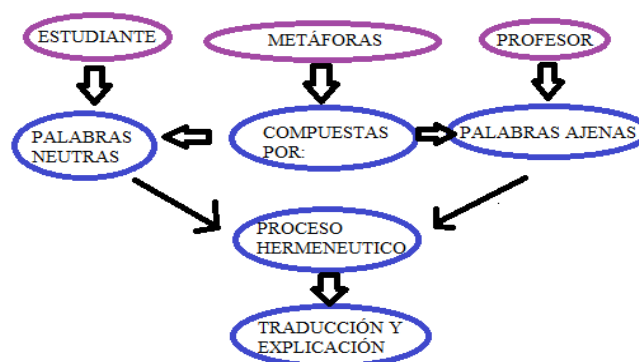 ESTUDIANTE
METÁFORAS
PROFESOR
PALABRAS
NEUTRAS
COMPUESTAS
POR:
PALABRAS AJENAS
PROCESO
HERMENEUTICO
TRADUCCIÓN Y
EXPLICACIÓN